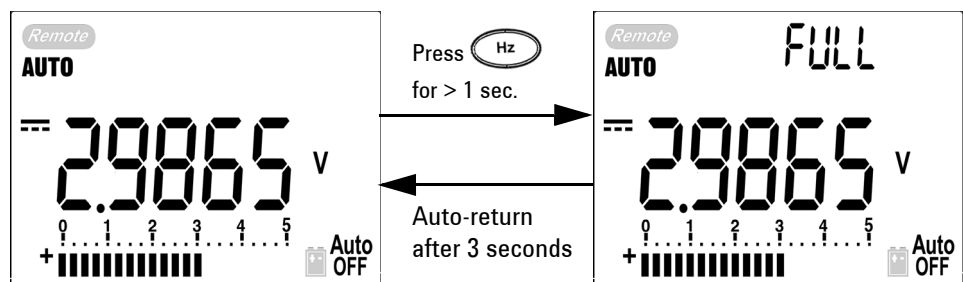 Remote
AUTO
2.9865 V
0 1 2 3 4 5
+
Auto
OFF
Press Hz
for > 1 sec.
Auto-return
after 3 seconds
Remote
AUTO
FULL
2.9865 V
0 1 2 3 4 5
+
Auto
OFF